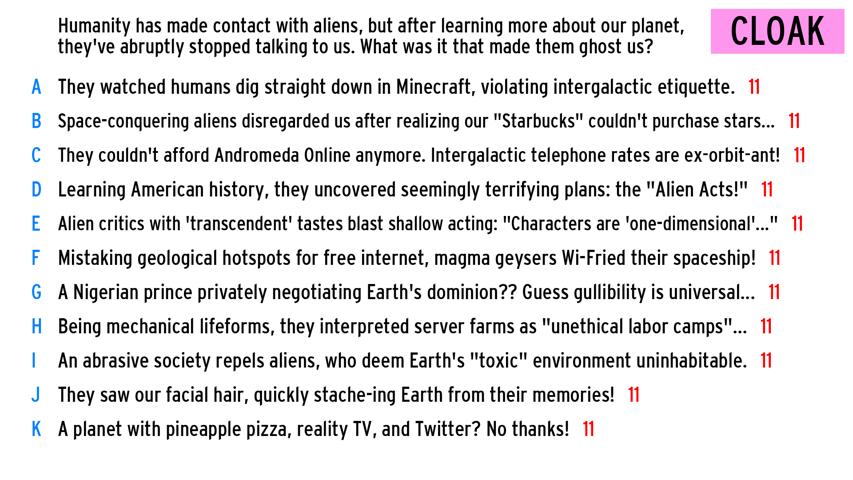 Humanity has made contact with aliens, but after learning more about our planet,
they've abruptly stopped talking to us. What was it that made them ghost us?
CLOAK
A They watched humans dig straight down in Minecraft, violating intergalactic etiquette. 11
B Space-conquering aliens disregarded us after realizing our "Starbucks" couldn't purchase stars... 11
C They couldn't afford Andromeda Online anymore. Intergalactic telephone rates are ex-orbit-ant! 11
D Learning American history, they uncovered seemingly terrifying plans: the "Alien Acts!" 11
E Alien critics with 'transcendent' tastes blast shallow acting: "Characters are 'one-dimensional'..." 11
F Mistaking geological hotspots for free internet, magma geysers Wi-Fried their spaceship! 11
G A Nigerian prince privately negotiating Earth's dominion?? Guess gullibility is universal... 11
H Being mechanical lifeforms, they interpreted server farms as "unethical labor camps"... 11
I An abrasive society repels aliens, who deem Earth's "toxic" environment uninhabitable. 11
J They saw our facial hair, quickly stache-ing Earth from their memories! 11
K A planet with pineapple pizza, reality TV, and Twitter? No thanks! 11